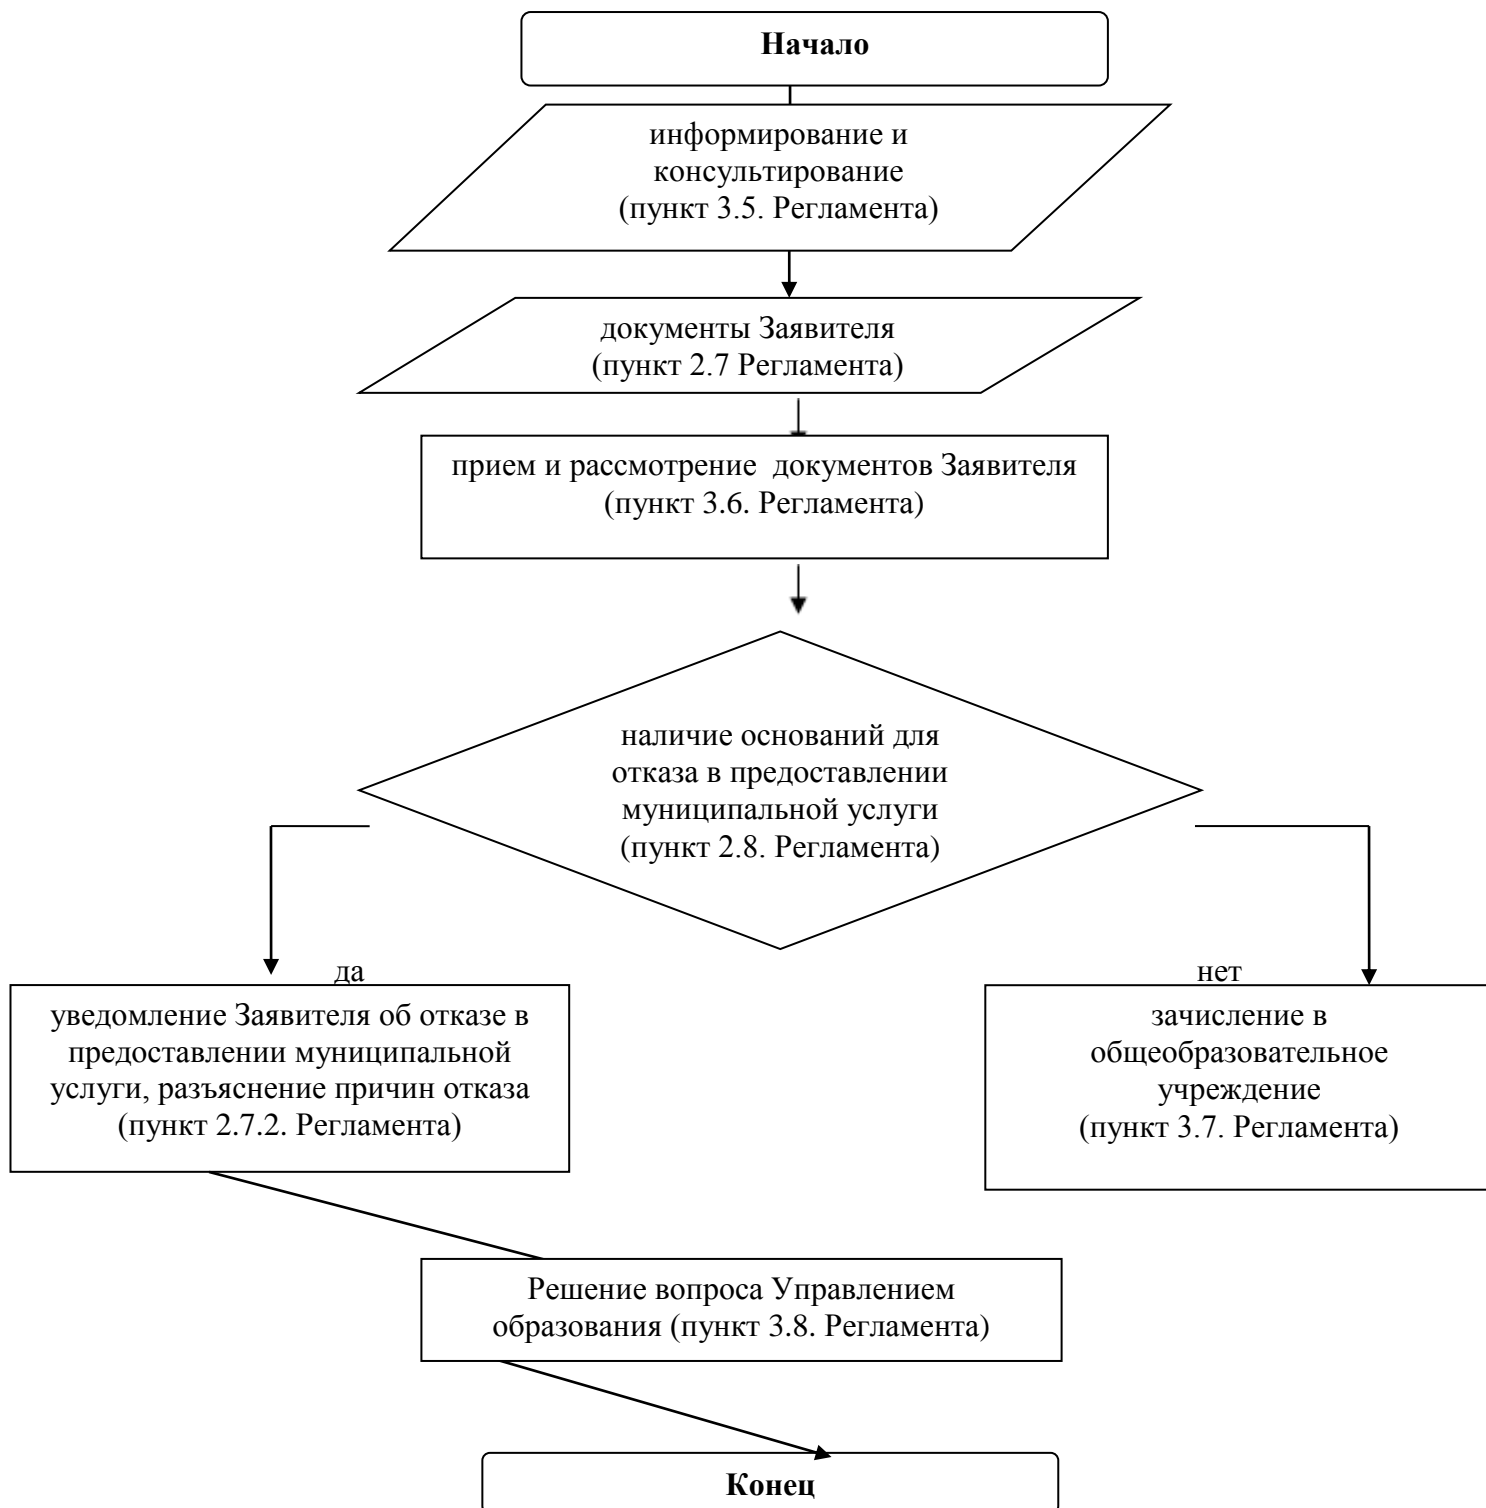 Начало
информирование и
консультирование
(пункт 3.5. Регламента)
документы Заявителя
(пункт 2.7 Регламента)
прием и рассмотрение  документов Заявителя
(пункт 3.6. Регламента)
наличие оснований для
отказа в предоставлении
муниципальной услуги
(пункт 2.8. Регламента)
да
нет
уведомление Заявителя об отказе в
предоставлении муниципальной
услуги, разъяснение причин отказа
(пункт 2.7.2. Регламента)
зачисление в
общеобразовательное
учреждение
(пункт 3.7. Регламента)
Решение вопроса Управлением
образования (пункт 3.8. Регламента)
Конец